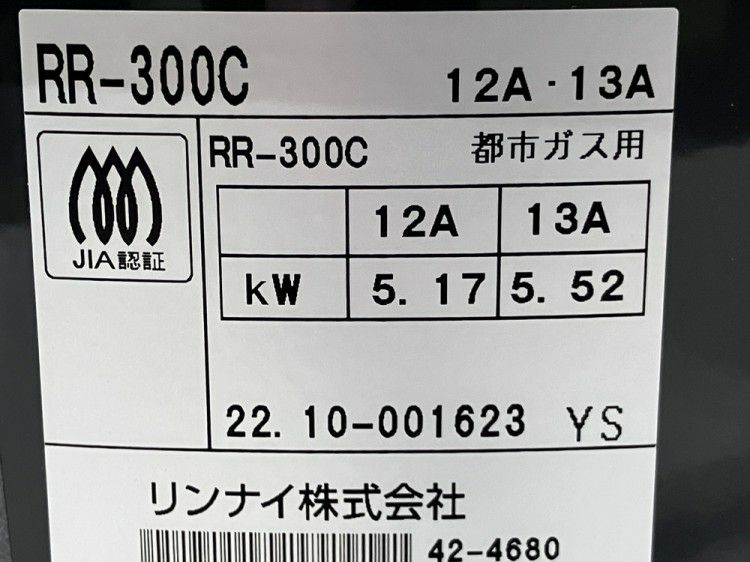 RR-300C 12A・13A
JIA認証
RR-300C 都市ガス用
12A 13A
kW 5.17 5.52
22.10-001623 YS
リンナイ株式会社
42-4680